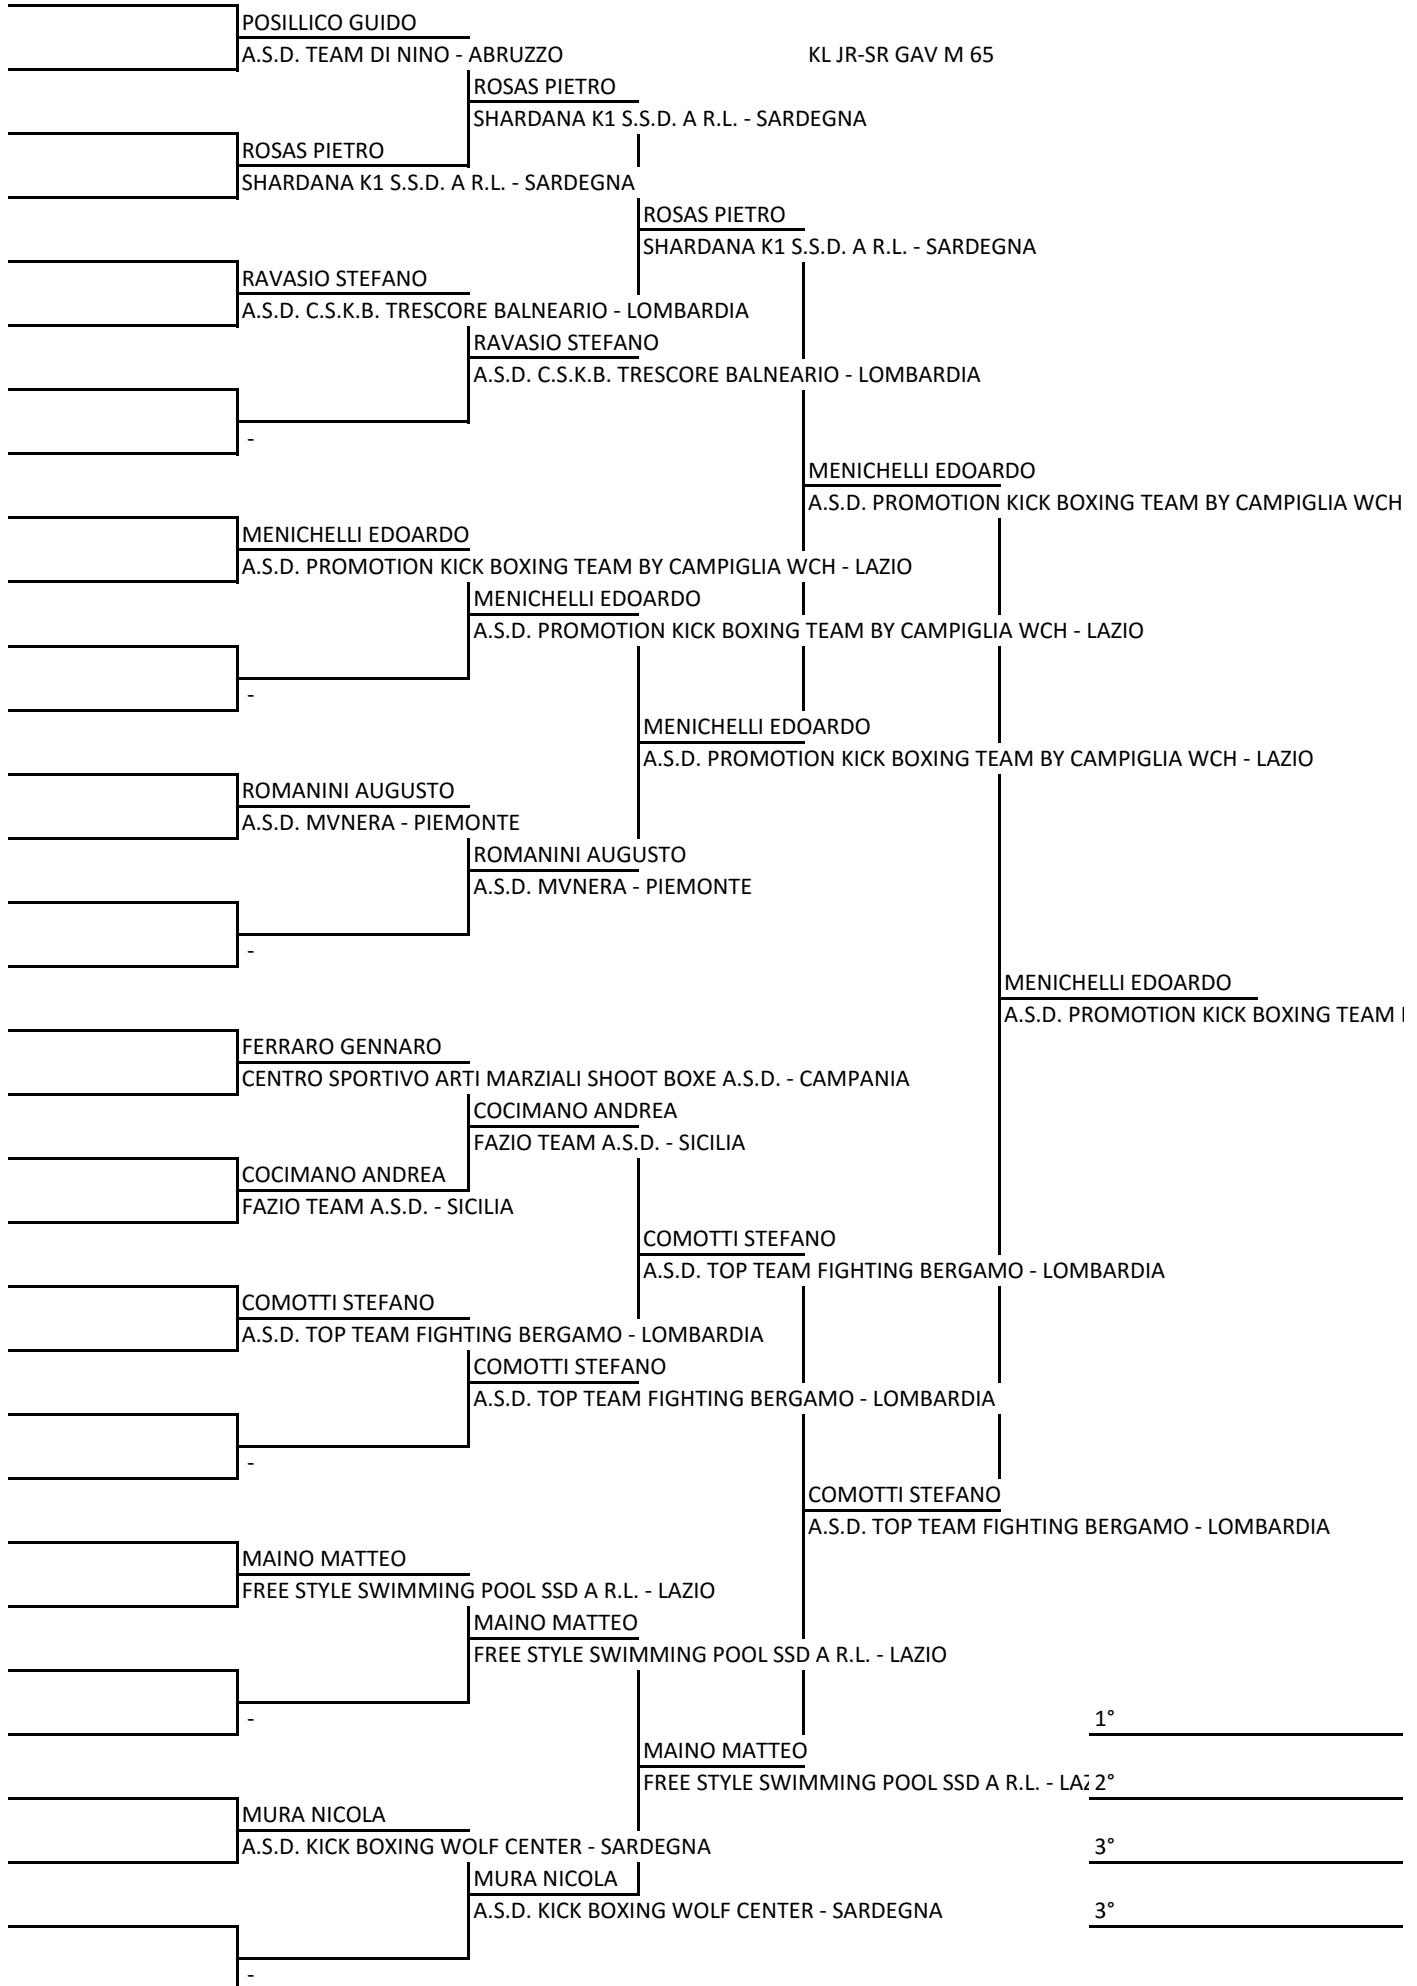 POSILLICO GUIDO
A.S.D. TEAM DI NINO - ABRUZZO
KL JR-SR GAV M 65
ROSAS PIETRO
SHARDANA K1 S.S.D. A R.L. - SARDEGNA
ROSAS PIETRO
SHARDANA K1 S.S.D. A R.L. - SARDEGNA
ROSAS PIETRO
SHARDANA K1 S.S.D. A R.L. - SARDEGNA
RAVASIO STEFANO
A.S.D. C.S.K.B. TRESCORE BALNEARIO - LOMBARDIA
RAVASIO STEFANO
A.S.D. C.S.K.B. TRESCORE BALNEARIO - LOMBARDIA
-
MENICHELLI EDOARDO
A.S.D. PROMOTION KICK BOXING TEAM BY CAMPIGLIA WCH
MENICHELLI EDOARDO
A.S.D. PROMOTION KICK BOXING TEAM BY CAMPIGLIA WCH - LAZIO
MENICHELLI EDOARDO
A.S.D. PROMOTION KICK BOXING TEAM BY CAMPIGLIA WCH - LAZIO
-
MENICHELLI EDOARDO
A.S.D. PROMOTION KICK BOXING TEAM BY CAMPIGLIA WCH - LAZIO
ROMANINI AUGUSTO
A.S.D. MVNERA - PIEMONTE
ROMANINI AUGUSTO
A.S.D. MVNERA - PIEMONTE
-
MENICHELLI EDOARDO
A.S.D. PROMOTION KICK BOXING TEAM
FERRARO GENNARO
CENTRO SPORTIVO ARTI MARZIALI SHOOT BOXE A.S.D. - CAMPANIA
COCIMANO ANDREA
FAZIO TEAM A.S.D. - SICILIA
COCIMANO ANDREA
FAZIO TEAM A.S.D. - SICILIA
COMOTTI STEFANO
A.S.D. TOP TEAM FIGHTING BERGAMO - LOMBARDIA
COMOTTI STEFANO
A.S.D. TOP TEAM FIGHTING BERGAMO - LOMBARDIA
COMOTTI STEFANO
A.S.D. TOP TEAM FIGHTING BERGAMO - LOMBARDIA
-
COMOTTI STEFANO
A.S.D. TOP TEAM FIGHTING BERGAMO - LOMBARDIA
MAINO MATTEO
FREE STYLE SWIMMING POOL SSD A R.L. - LAZIO
MAINO MATTEO
FREE STYLE SWIMMING POOL SSD A R.L. - LAZIO
-
1°
MAINO MATTEO
FREE STYLE SWIMMING POOL SSD A R.L. - LAZ
2°
MURA NICOLA
A.S.D. KICK BOXING WOLF CENTER - SARDEGNA
3°
MURA NICOLA
A.S.D. KICK BOXING WOLF CENTER - SARDEGNA
3°
-